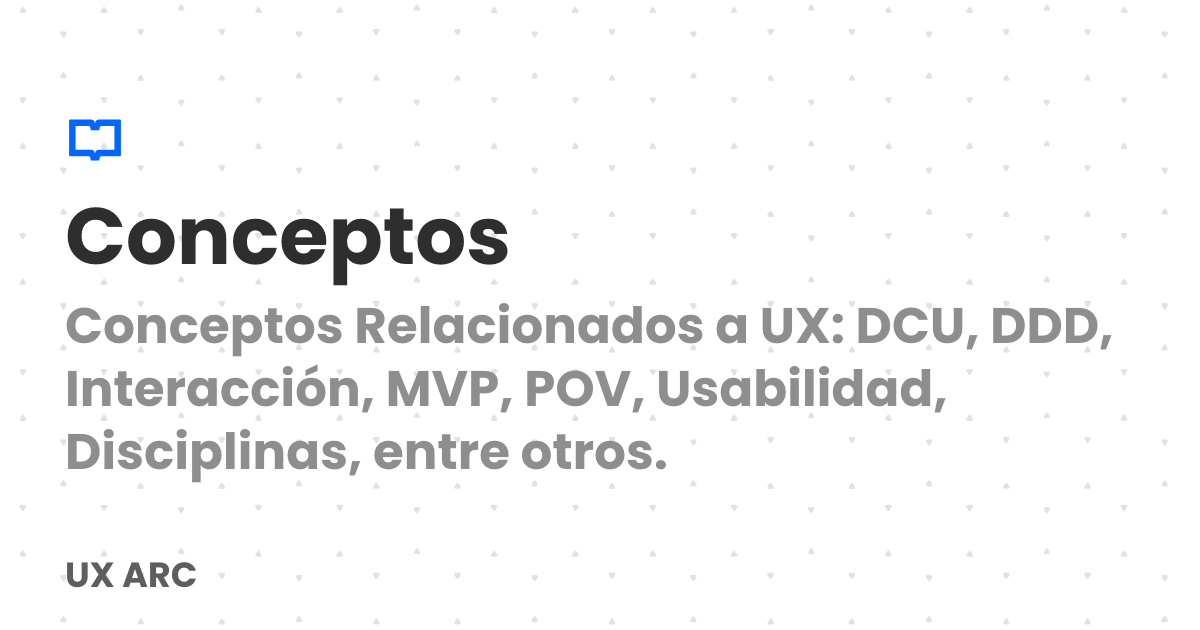 Conceptos
Conceptos Relacionados a UX: DCU, DDD,
Interacción, MVP, POV, Usabilidad,
Disciplinas, entre otros.
UX ARC